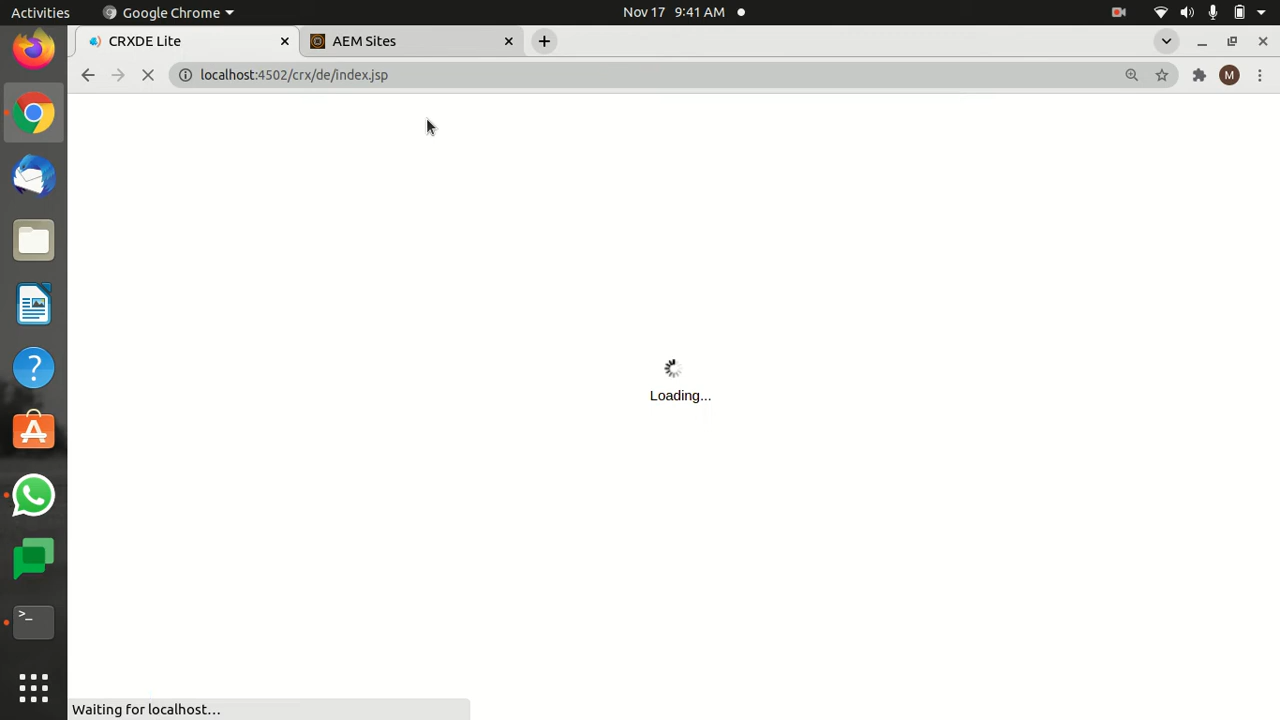 Activities
Google Chrome
Nov 17 9:41 AM
CRXDE Lite
AEM Sites
localhost:4502/crx/de/index.jsp
M
Loading...
Waiting for localhost...